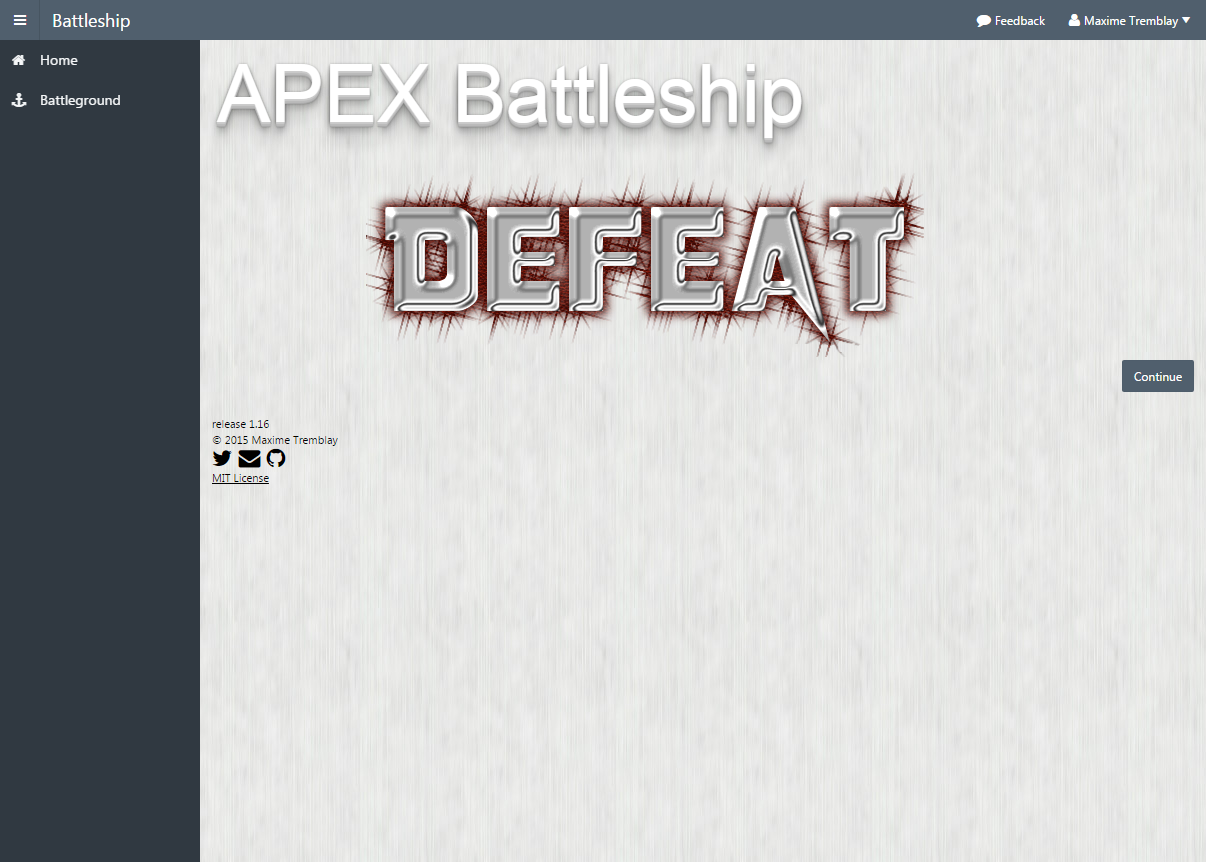 Battleship
Feedback
Maxime Tremblay
Home
Battleground
APEX Battleship
DEFEAT
Continue
release 1.16
© 2015 Maxime Tremblay
MIT License